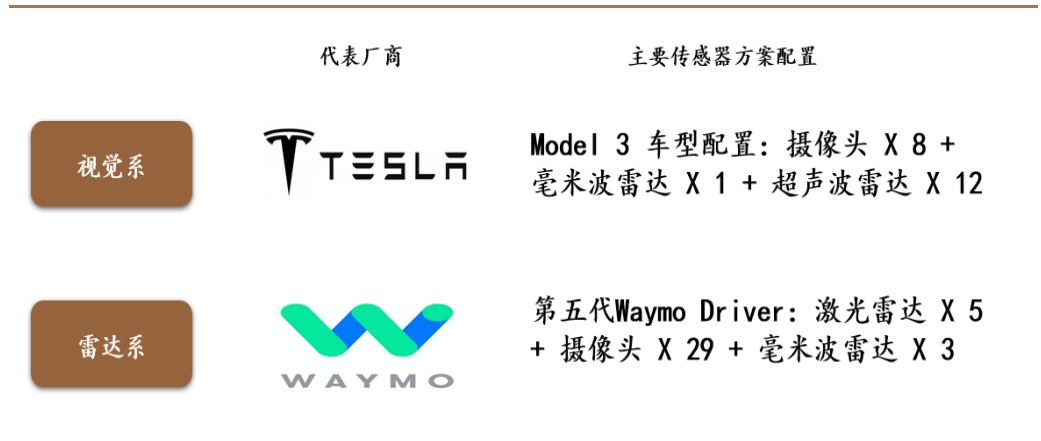 代表厂商 主要传感器方案配置
视觉系
TESLA
Model 3 车型配置: 摄像头 X 8 +
毫米波雷达 X 1 + 超声波雷达 X 12
雷达系
WAYMO
第五代Waymo Driver: 激光雷达 X 5
+ 摄像头 X 29 + 毫米波雷达 X 3